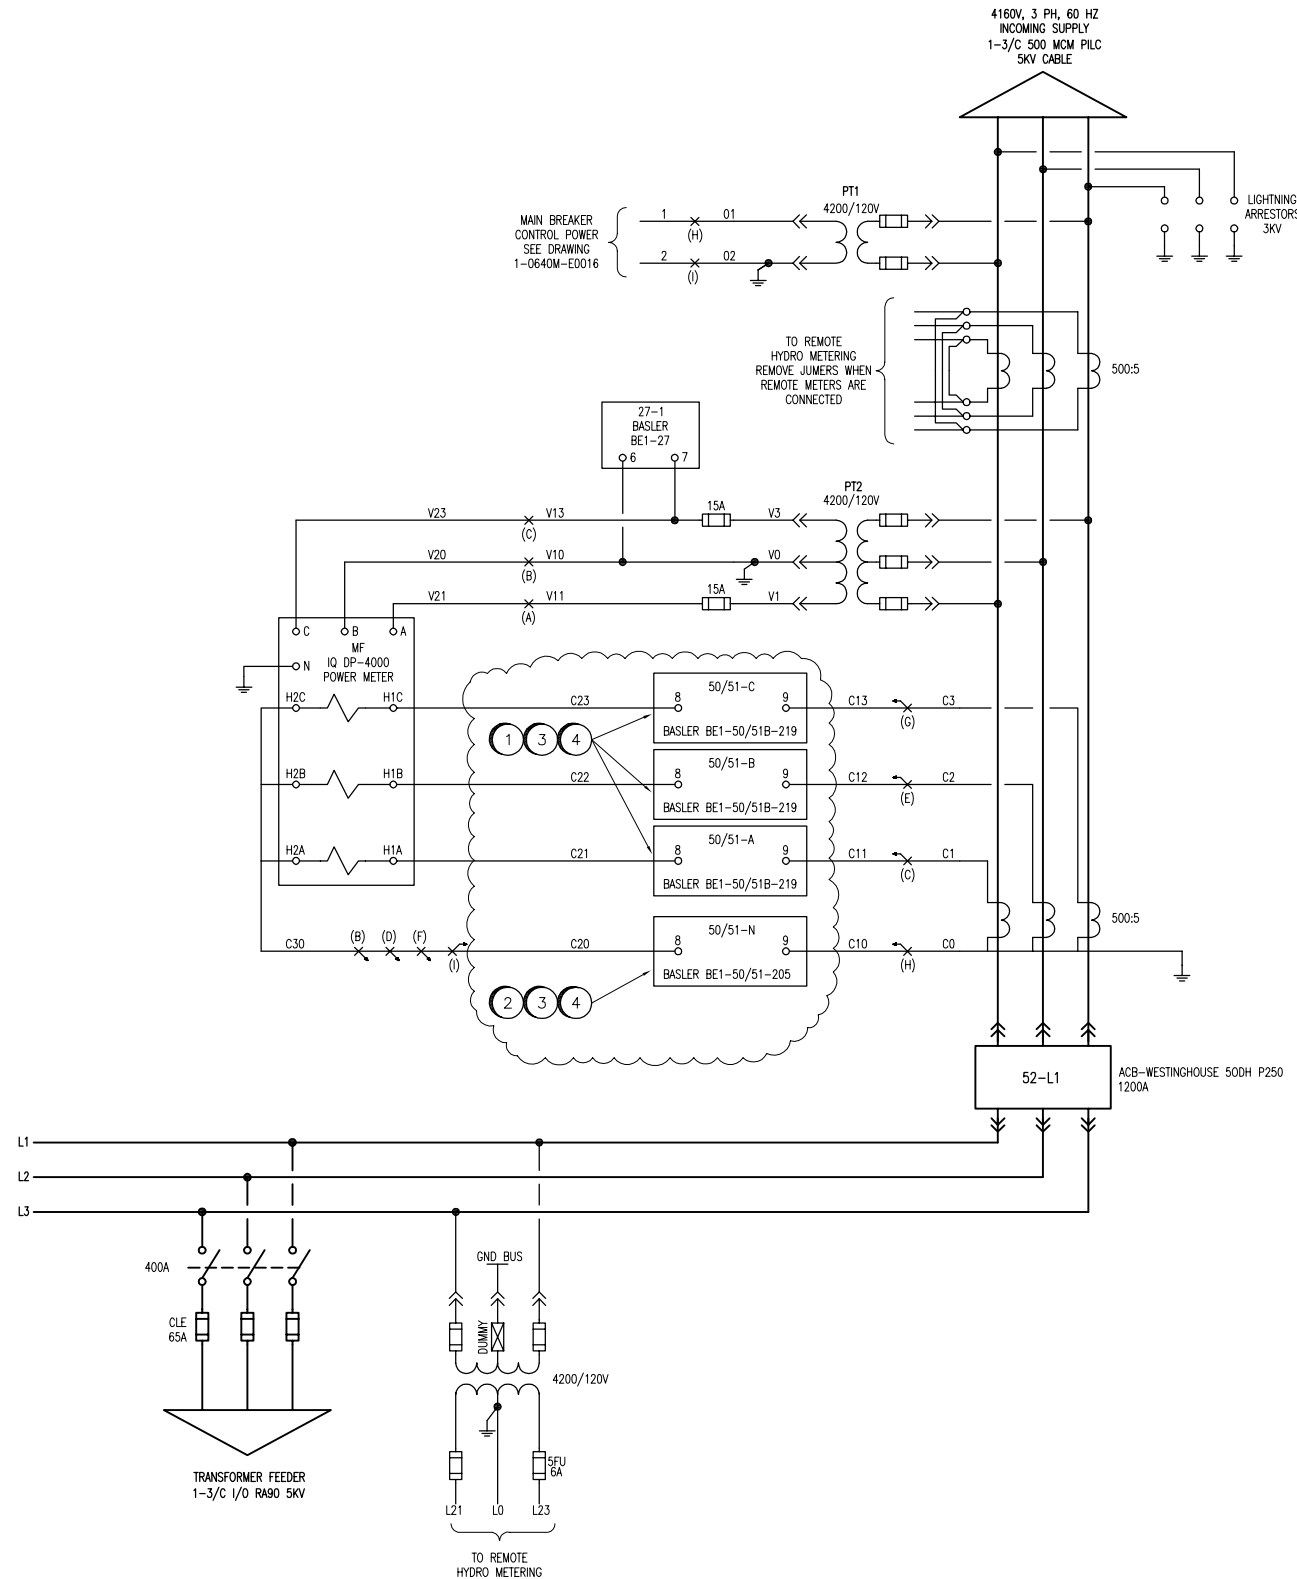 4160V, 3 PH, 60 HZ
INCOMING SUPPLY
1-3/C 500 MCM PILC
5KV CABLE
LIGHTNING
ARRESTORS
3KV
PT1
4200/120V
MAIN BREAKER
CONTROL POWER
SEE DRAWING
1-0640M-E0016
1
(H)
01
2
(I)
02
TO REMOTE
HYDRO METERING
REMOVE JUMERS WHEN
REMOTE METERS ARE
CONNECTED
500:5
27-1
BASLER
BE1-27
6
7
PT2
4200/120V
V23
(C)
V13
15A
V3
V20
(B)
V10
V0
V21
(A)
V11
15A
V1
C
B
A
MF
IQ DP-4000
POWER METER
N
H2C
H1C
C23
50/51-C
8
9
BASLER BE1-50/51B-219
C13
(G)
C3
1
3
4
H2B
H1B
C22
50/51-B
8
9
BASLER BE1-50/51B-219
C12
(E)
C2
H2A
H1A
C21
50/51-A
8
9
BASLER BE1-50/51B-219
C11
(C)
C1
500:5
C30
(B)
(D)
(F)
(I)
C20
50/51-N
8
9
BASLER BE1-50/51-205
C10
(H)
C0
2
3
4
52-L1
ACB-WESTINGHOUSE 50DH P250
1200A
L1
L2
L3
400A
CLE
65A
GND BUS
DUMMY
4200/120V
5FU
6A
TRANSFORMER FEEDER
1-3/C I/O RA90 5KV
L21
L0
L23
TO REMOTE
HYDRO METERING